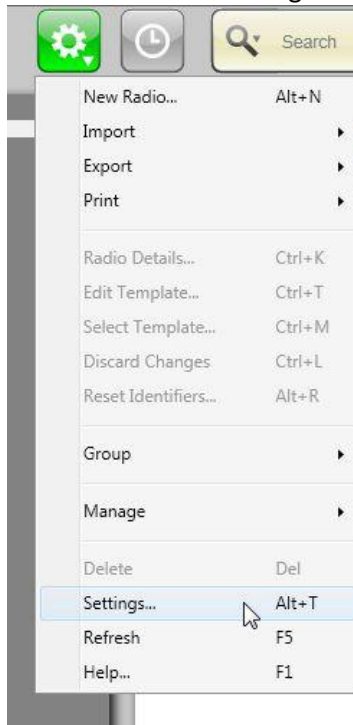 Search
New Radio... Alt+N
Import
Export
Print
Radio Details... Ctrl+K
Edit Template... Ctrl+T
Select Template... Ctrl+M
Discard Changes Ctrl+L
Reset Identifiers... Alt+R
Group
Manage
Delete Del
Settings... Alt+T
Refresh F5
Help... F1